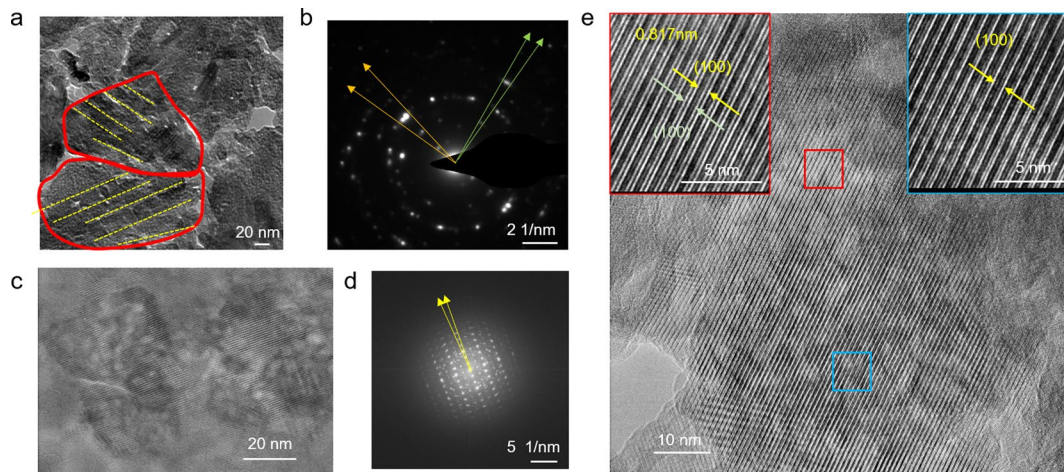 a
20 nm
b
2 1/nm
c
20 nm
d
5 1/nm
e
0.817nm
(100)
(100)
5 nm
(100)
5 nm
10 nm